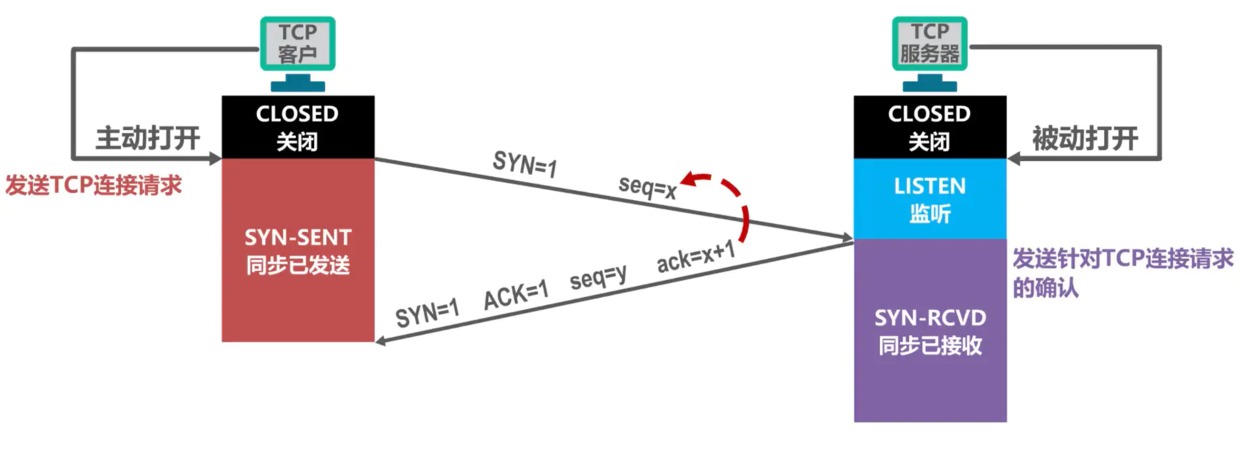 TCP
客户
TCP
服务器
CLOSED
关闭
CLOSED
关闭
主动打开
被动打开
发送TCP连接请求
SYN=1 seq=x
LISTEN
监听
SYN-SENT
同步已发送
SYN=1 ACK=1 seq=y ack=x+1
发送针对TCP连接请求
的确认
SYN-RCVD
同步已接收